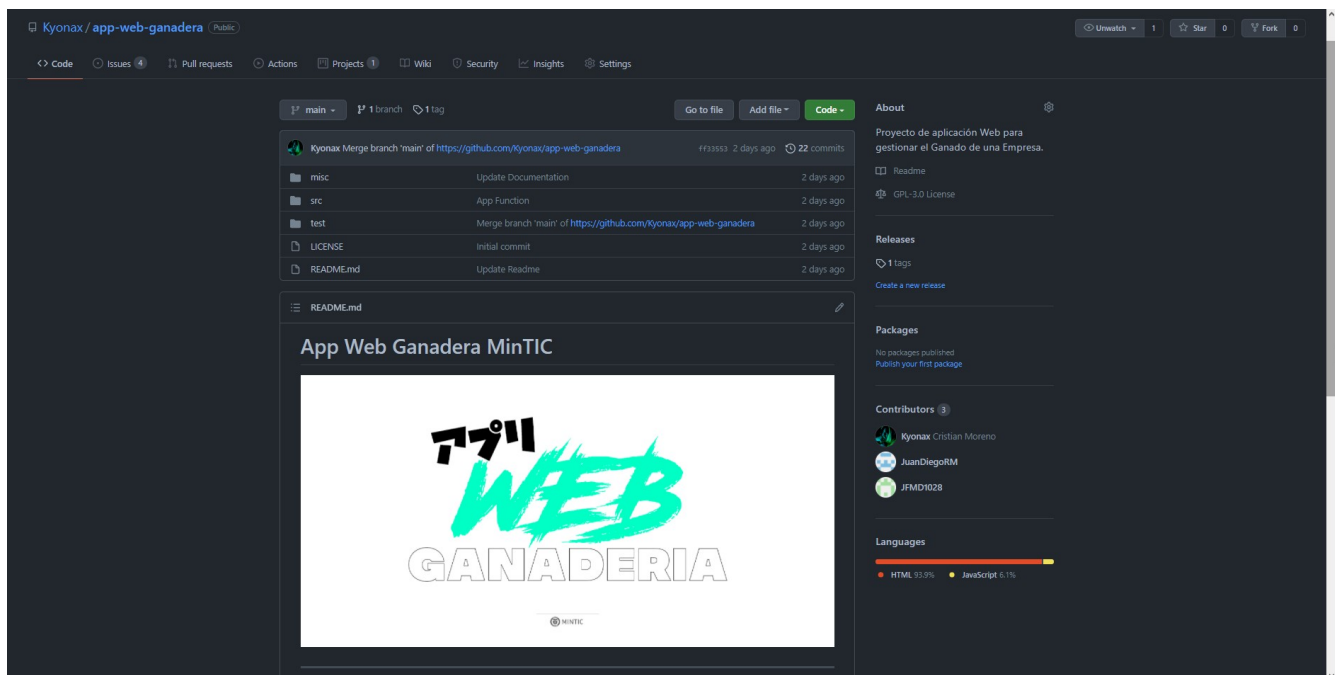 Kyonax / app-web-ganadera Public
Unwatch 1 Star 0 Fork 0
Code Issues 4 Pull requests Actions Projects 1 Wiki Security Insights Settings
main 1 branch 1 tag Go to file Add file Code
Kyonax Merge branch 'main' of https://github.com/Kyonax/app-web-ganadera ff33553 2 days ago 22 commits
misc Update Documentation 2 days ago
src App Function 2 days ago
test Merge branch 'main' of https://github.com/Kyonax/app-web-ganadera 2 days ago
LICENSE Initial commit 2 days ago
README.md Update Readme 2 days ago
README.md
App Web Ganadera MinTIC
アプリ
WEB
GANADERIA
MINTIC
About
Proyecto de aplicación Web para
gestionar el Ganado de una Empresa.
Readme
GPL-3.0 License
Releases
1 tags
Create a new release
Packages
No packages published
Publish your first package
Contributors 3
Kyonax Cristian Moreno
JuanDiegoRM
JFMD1028
Languages
HTML 93.9% JavaScript 6.1%